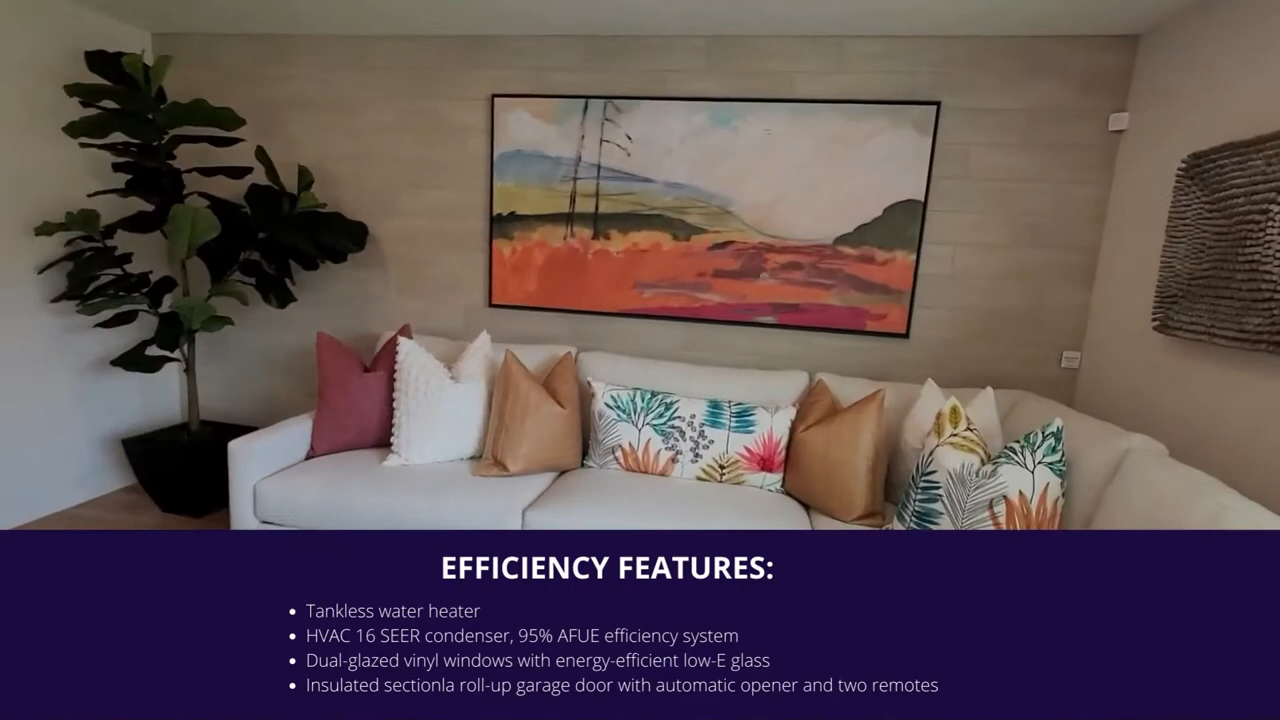 EFFICIENCY FEATURES:
• Tankless water heater
• HVAC 16 SEER condenser, 95% AFUE efficiency system
• Dual-glazed vinyl windows with energy-efficient low-E glass
• Insulated sectionla roll-up garage door with automatic opener and two remotes